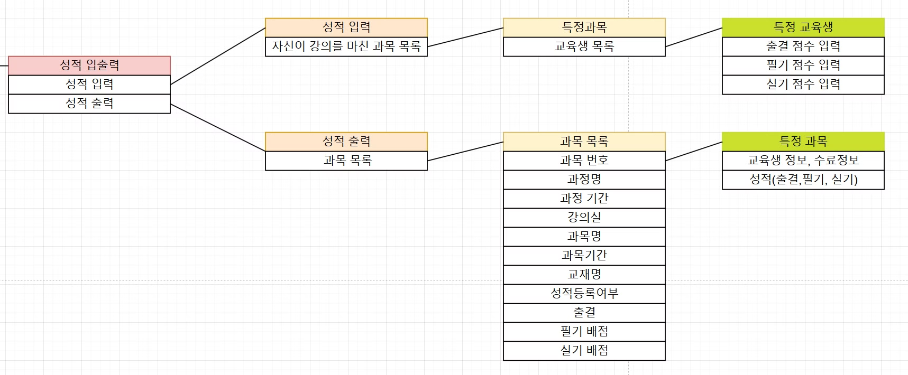 성적 입출력
성적 입력
성적 출력
성적 입력
자신이 강의를 마친 과목 목록
특정과목
교육생 목록
특정 교육생
출결 점수 입력
필기 점수 입력
실기 점수 입력
성적 출력
과목 목록
과목 목록
과목 번호
과정명
과정 기간
강의실
과목명
과목기간
교재명
성적등록여부
출결
필기 배점
실기 배점
특정 과목
교육생 정보, 수료정보
성적(출결,필기, 실기)